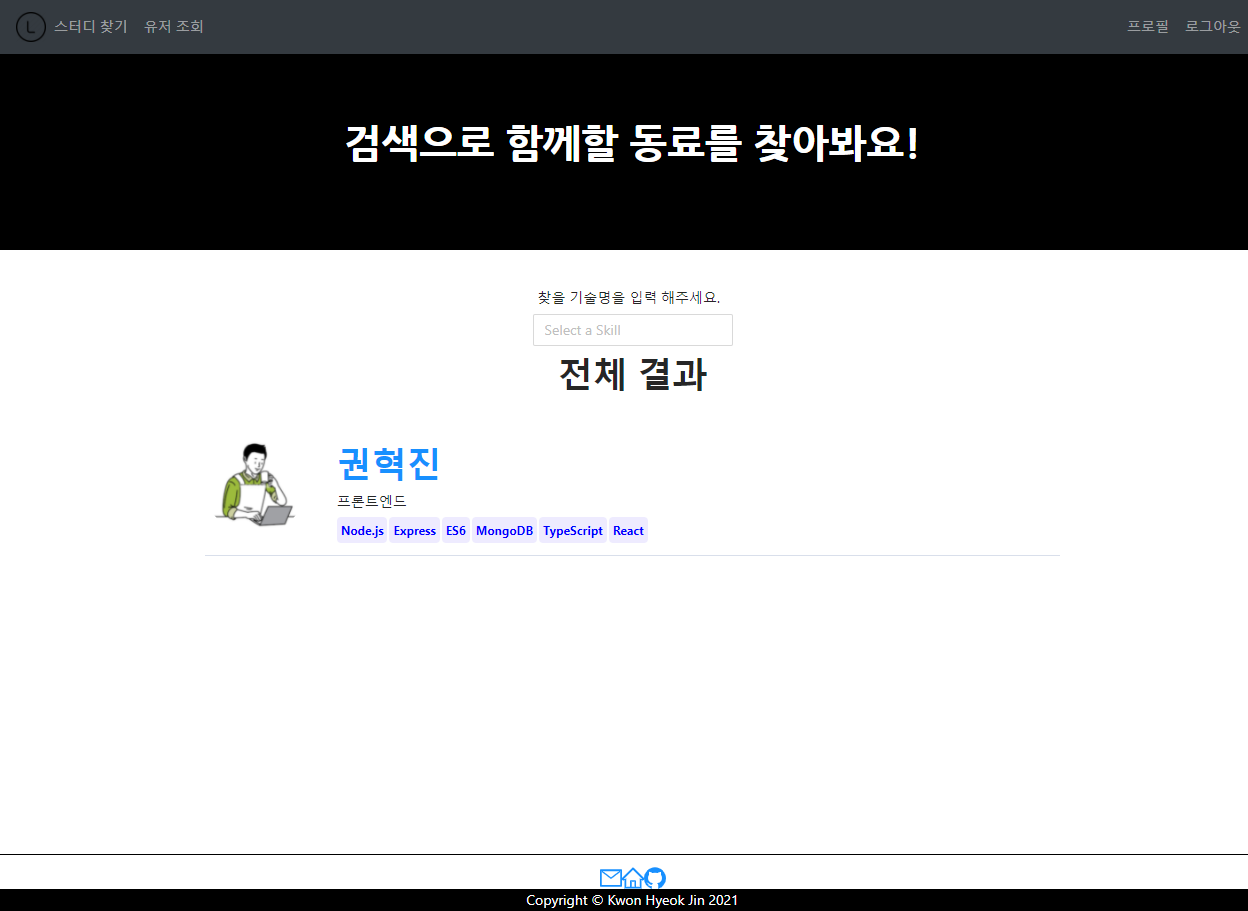 L 스터디 찾기 유저 조회 프로필 로그아웃
검색으로 함께할 동료를 찾아봐요!
찾을 기술명을 입력 해주세요.
Select a Skill
전체 결과
권혁진
프론트엔드
Node.js Express ES6 MongoDB TypeScript React
Copyright © Kwon Hyeok Jin 2021